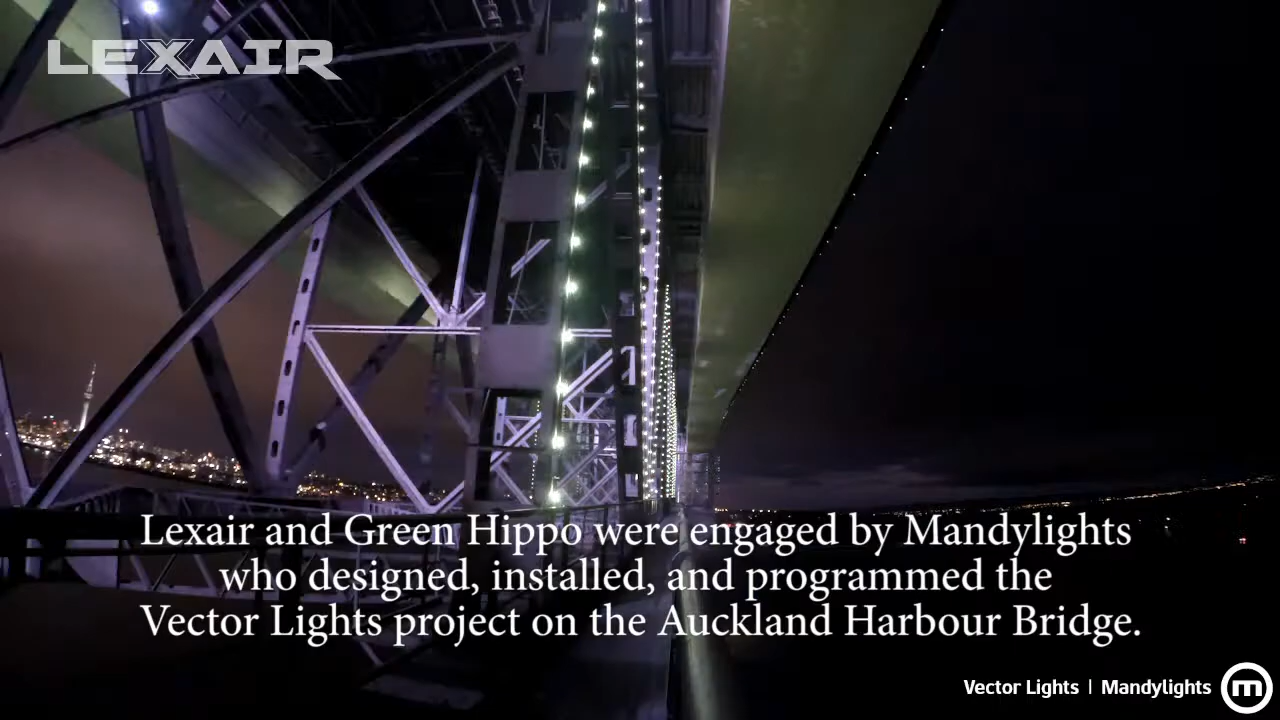 LEXAIR
Lexair and Green Hippo were engaged by Mandylights
who designed, installed, and programmed the
Vector Lights project on the Auckland Harbour Bridge.
Vector Lights | Mandylights m